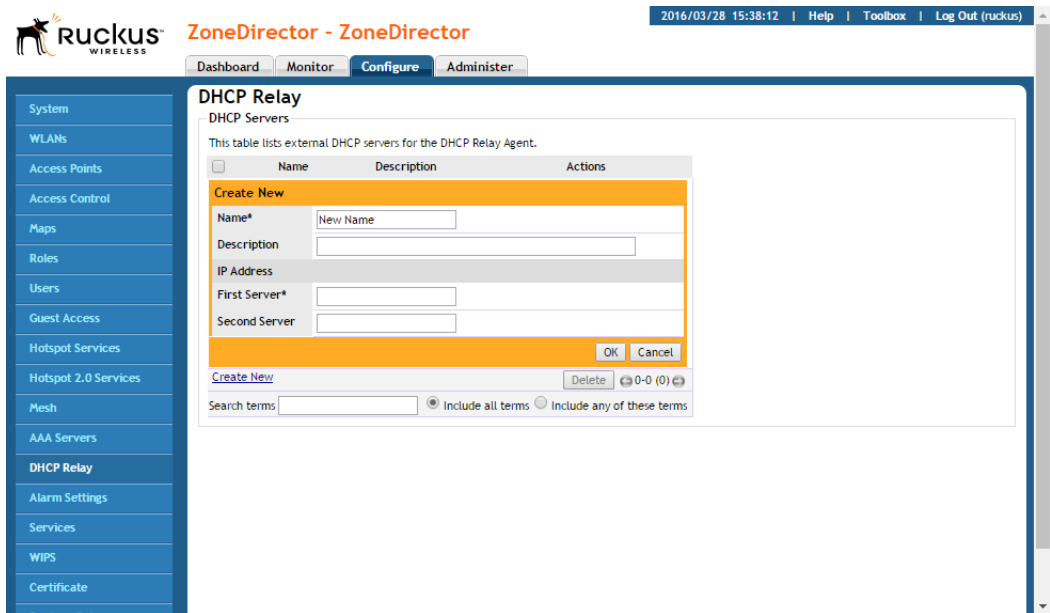 2016/03/28 15:38:12 | Help | Toolbox | Log Out (ruckus)
RUCKUS
WIRELESS
ZoneDirector - ZoneDirector
Dashboard Monitor Configure Administer
System
WLANs
Access Points
Access Control
Maps
Roles
Users
Guest Access
Hotspot Services
Hotspot 2.0 Services
Mesh
AAA Servers
DHCP Relay
Alarm Settings
Services
WIPS
Certificate
DHCP Relay
DHCP Servers
This table lists external DHCP servers for the DHCP Relay Agent.
Name Description Actions
Create New
Name* New Name
Description
IP Address
First Server*
Second Server
OK Cancel
Create New Delete 0-0 (0)
Search terms Include all terms Include any of these terms